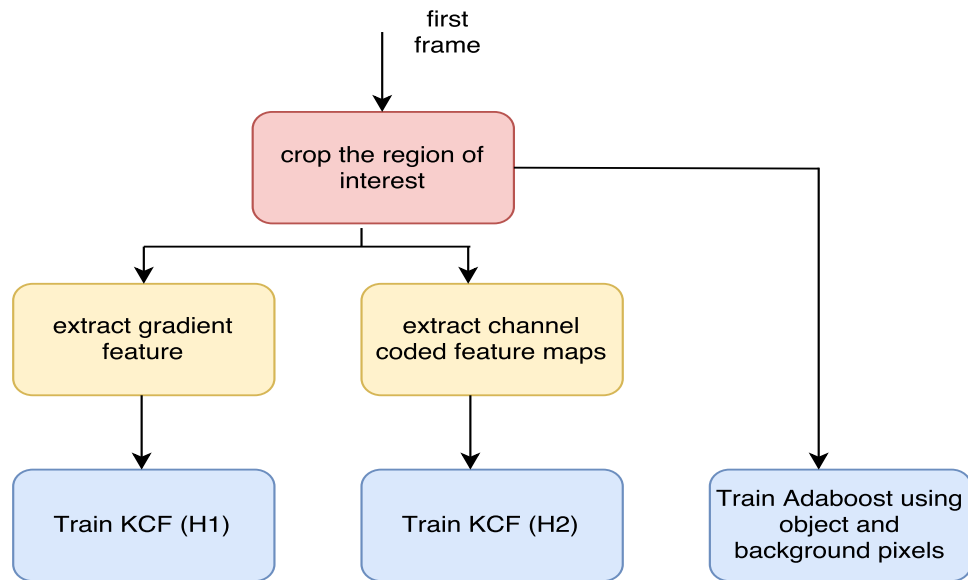 first
frame
crop the region of
interest
extract gradient
feature
extract channel
coded feature maps
Train KCF (H1)
Train KCF (H2)
Train Adaboost using
object and
background pixels